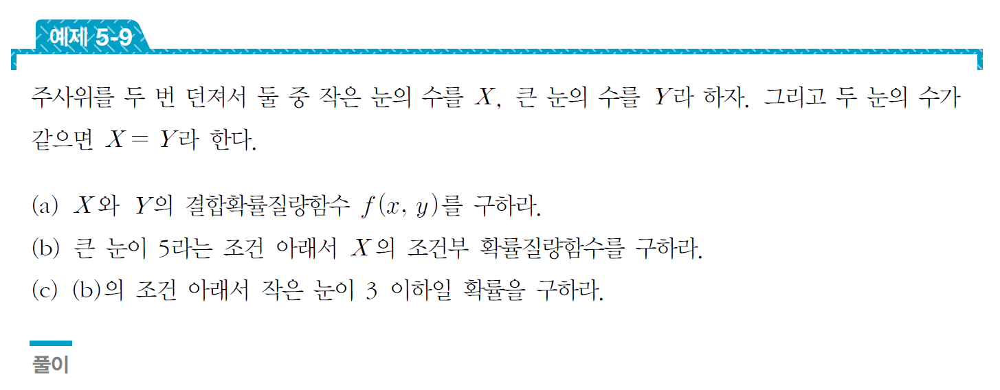 예제 5-9
주사위를 두 번 던져서 둘 중 작은 눈의 수를 X, 큰 눈의 수를 Y라 하자. 그리고 두 눈의 수가
같으면 X = Y라 한다.
(a) X와 Y의 결합확률질량함수 f(x, y)를 구하라.
(b) 큰 눈이 5라는 조건 아래서 X의 조건부 확률질량함수를 구하라.
(c) (b)의 조건 아래서 작은 눈이 3 이하일 확률을 구하라.
풀이